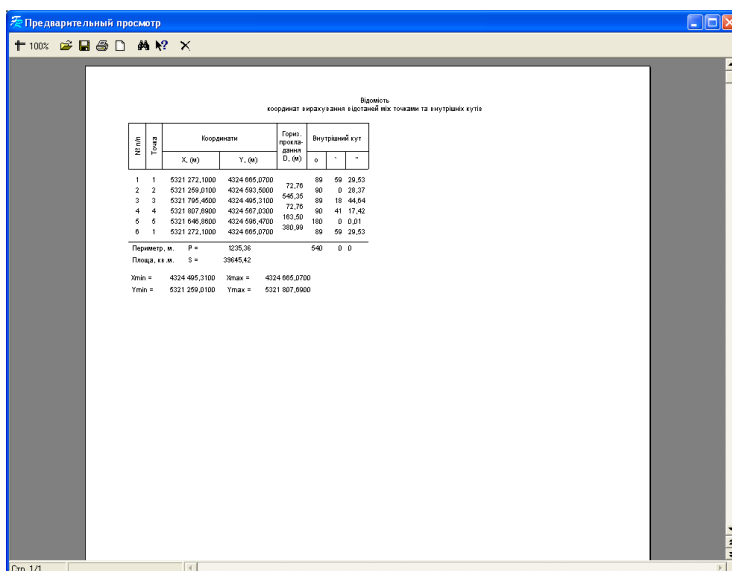 Предварительный просмотр
100%
Відомість
координат вирахування відстаней між точками та внутрішніх кутів
№ п/п Точка Координати Гориз. прокла- дання D, (м) Внутрішний кут
X, (м) Y, (м) о ' "
1 1 5321 272,1000 4324 665,0700 89 59 29,53
72,76
2 2 5321 259,0100 4324 593,5000 90 0 28,37
545,35
3 3 5321 795,4500 4324 495,3100 89 18 44,64
72,76
4 4 5321 807,6900 4324 567,0300 90 41 17,42
163,50
5 5 5321 646,8600 4324 596,4700 180 0 0,01
380,99
6 1 5321 272,1000 4324 665,0700 89 59 29,53
Периметр, м. P = 1235,36 540 0 0
Площа, кв.м. S = 39645,42
Xmin = 4324 495,3100 Xmax = 4324 665,0700
Ymin = 5321 259,0100 Ymax = 5321 807,6900
Стр. 1/1